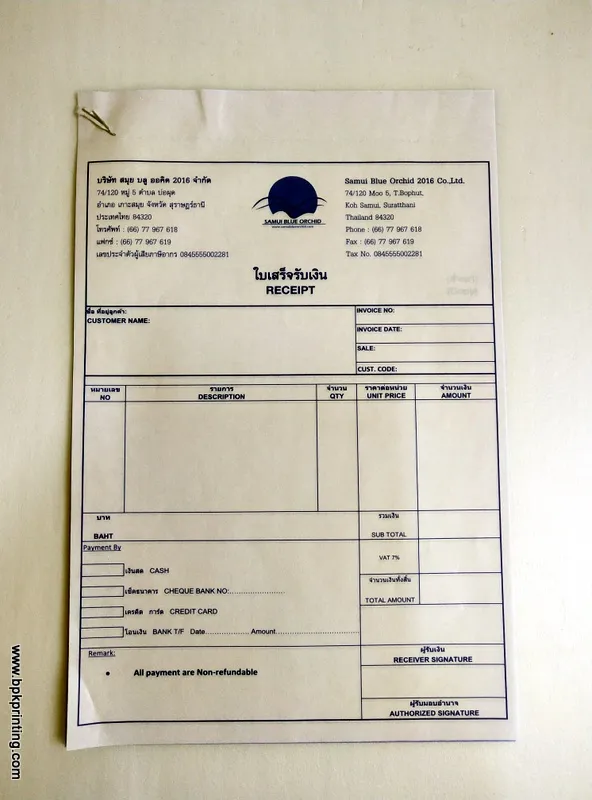 บริษัท สมุย บลู ออคิด 2016 จำกัด
74/120 หมู่ 5 ตำบล บ่อผุด
อำเภอ เกาะสมุย จังหวัด สุราษฎร์ธานี
ประเทศไทย 84320
โทรศัพท์ : (66) 77 967 618
แฟกซ์ : (66) 77 967 619
เลขประจำตัวผู้เสียภาษีอากร 0845555002281
SAMUI BLUE ORCHID
Samui Blue Orchid 2016 Co.,Ltd.
74/120 Moo 5, T.Bophut,
Koh Samui, Suratthani
Thailand 84320
Phone : (66) 77 967 618
Fax : (66) 77 967 619
Tax No. 0845555002281
ใบเสร็จรับเงิน
RECEIPT
ชื่อ ที่อยู่ลูกค้า:
CUSTOMER NAME:
INVOICE NO:
INVOICE DATE:
SALE:
CUST. CODE:
หมายเลข รายการ จำนวน ราคาต่อหน่วย จำนวนเงิน
NO DESCRIPTION QTY UNIT PRICE AMOUNT
บาท
BAHT
รวมเงิน
SUB TOTAL
VAT 7%
จำนวนเงินทั้งสิ้น
TOTAL AMOUNT
Payment By
เงินสด CASH
เช็คธนาคาร CHEQUE BANK NO:......................
เครดิต การ์ด CREDIT CARD
โอนเงิน BANK T/F Date.................. Amount.................................
Remark:
• All payment are Non-refundable
ผู้รับเงิน
RECEIVER SIGNATURE
ผู้รับมอบอำนาจ
AUTHORIZED SIGNATURE
www.bpkprinting.com